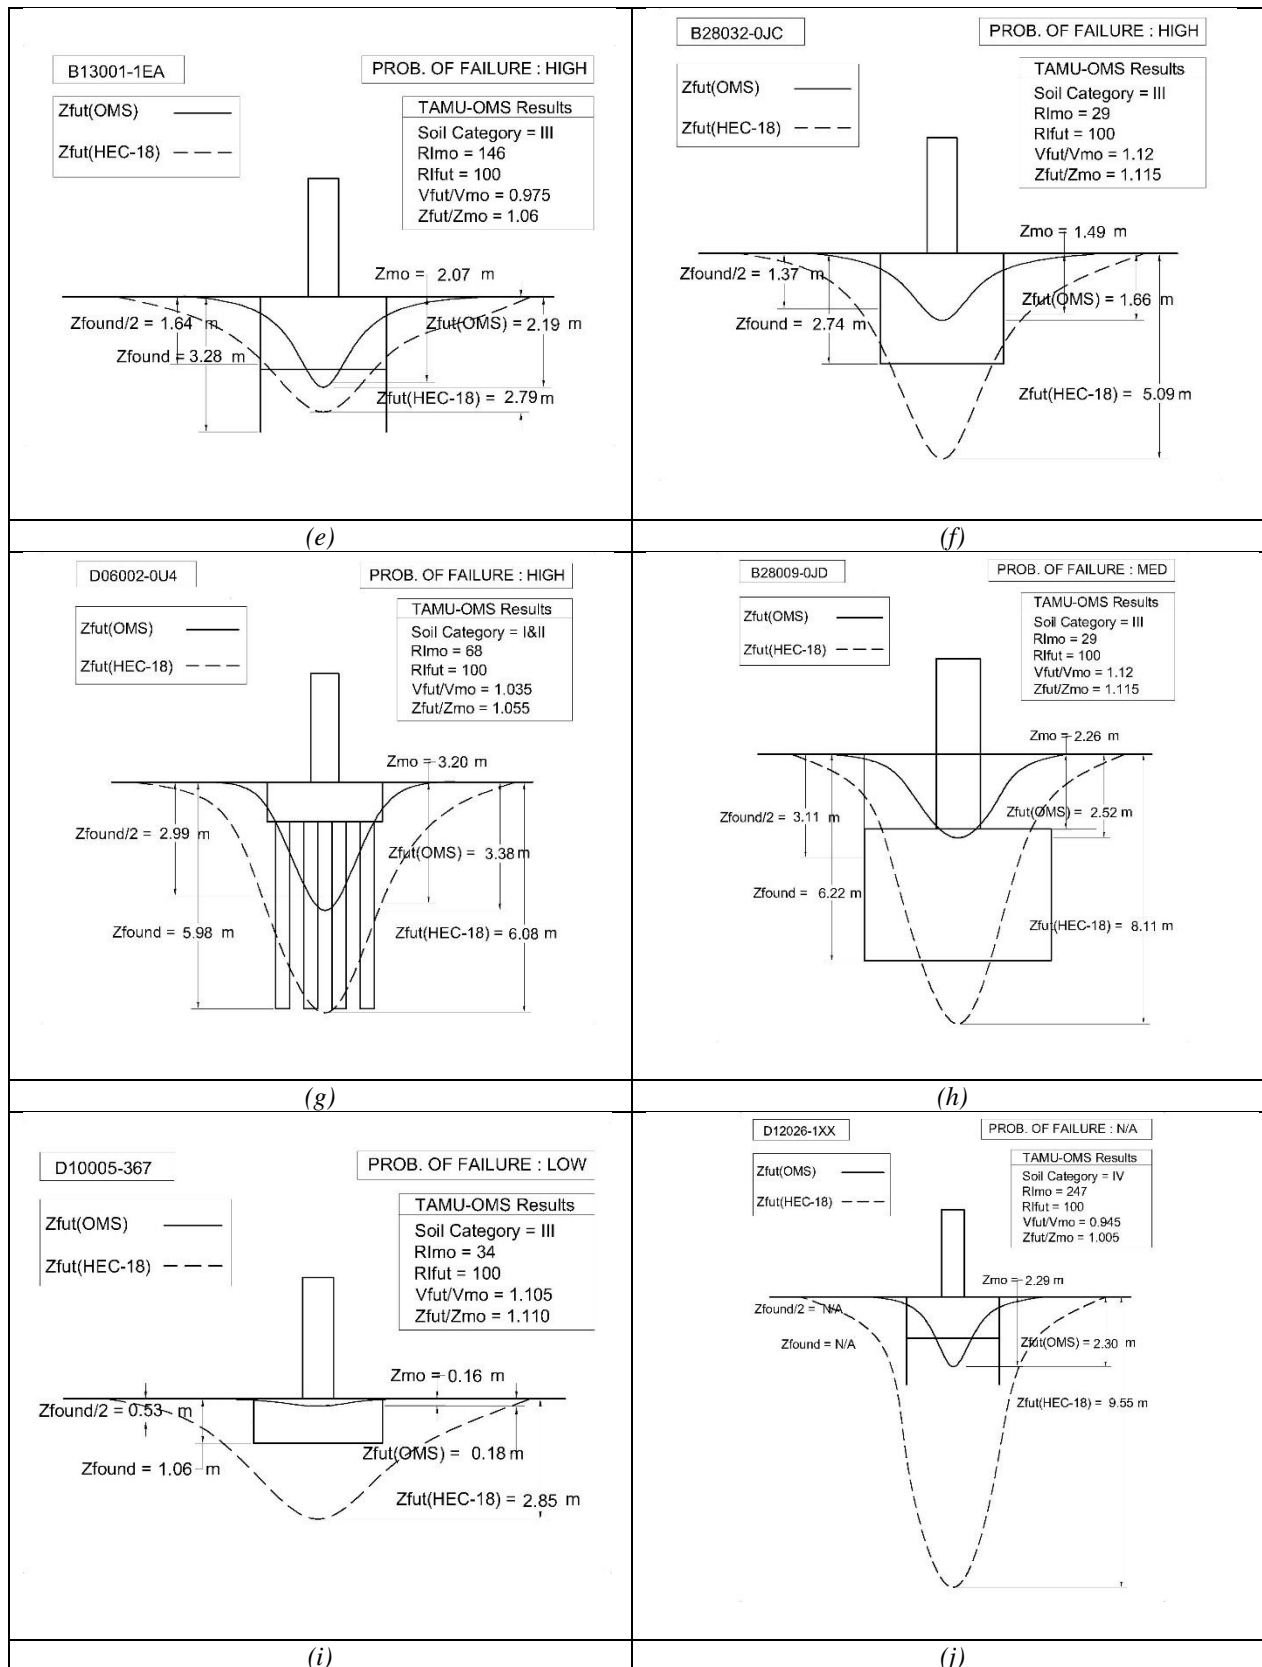 B13001-1EA
PROB. OF FAILURE : HIGH
Zfut(OMS)
Zfut(HEC-18)
TAMU-OMS Results
Soil Category = III
RImo = 146
RIfut = 100
Vfut/Vmo = 0.975
Zfut/Zmo = 1.06
Zmo = 2.07 m
Zfound/2 = 1.64 m
Zfut(OMS) = 2.19 m
Zfound = 3.28 m
Zfut(HEC-18) = 2.79 m
(e)
B28032-0JC
PROB. OF FAILURE: HIGH
Zfut(OMS)
Zfut(HEC-18)
TAMU-OMS Results
Soil Category = III
RImo = 29
RIfut = 100
Vfut/Vmo = 1.12
Zfut/Zmo = 1.115
Zmo = 1.49 m
Zfound/2 = 1.37 m
Zfut(OMS) = 1.66 m
Zfound = 2.74 m
Zfut(HEC-18) = 5.09 m
(f)
D06002-0U4
PROB. OF FAILURE : HIGH
Zfut(OMS)
Zfut(HEC-18)
TAMU-OMS Results
Soil Category = I&II
RImo = 68
RIfut = 100
Vfut/Vmo = 1.035
Zfut/Zmo = 1.055
Zmo = 3.20 m
Zfound/2 = 2.99 m
Zfut(OMS) = 3.38 m
Zfound = 5.98 m
Zfut(HEC-18) = 6.08 m
(g)
B28009-0JD
PROB. OF FAILURE : MED
Zfut(OMS)
Zfut(HEC-18)
TAMU-OMS Results
Soil Category = III
RImo = 29
RIfut = 100
Vfut/Vmo = 1.12
Zfut/Zmo = 1.115
Zmo = 2.26 m
Zfound/2 = 3.11 m
Zfut(OMS) = 2.52 m
Zfound = 6.22 m
Zfut(HEC-18) = 8.11 m
(h)
D10005-367
PROB. OF FAILURE : LOW
Zfut(OMS)
Zfut(HEC-18)
TAMU-OMS Results
Soil Category = III
RImo = 34
RIfut = 100
Vfut/Vmo = 1.105
Zfut/Zmo = 1.110
Zmo = 0.16 m
Zfound/2 = 0.53 m
Zfut(OMS) = 0.18 m
Zfound = 1.06 m
Zfut(HEC-18) = 2.85 m
(i)
D12026-1XX
PROB. OF FAILURE : N/A
Zfut(OMS)
Zfut(HEC-18)
TAMU-OMS Results
Soil Category = IV
RImo = 247
RIfut = 100
Vfut/Vmo = 0.945
Zfut/Zmo = 1.005
Zmo = 2.29 m
Zfound/2 = N/A
Zfound = N/A
Zfut(OMS) = 2.30 m
Zfut(HEC-18) = 9.55 m
(j)